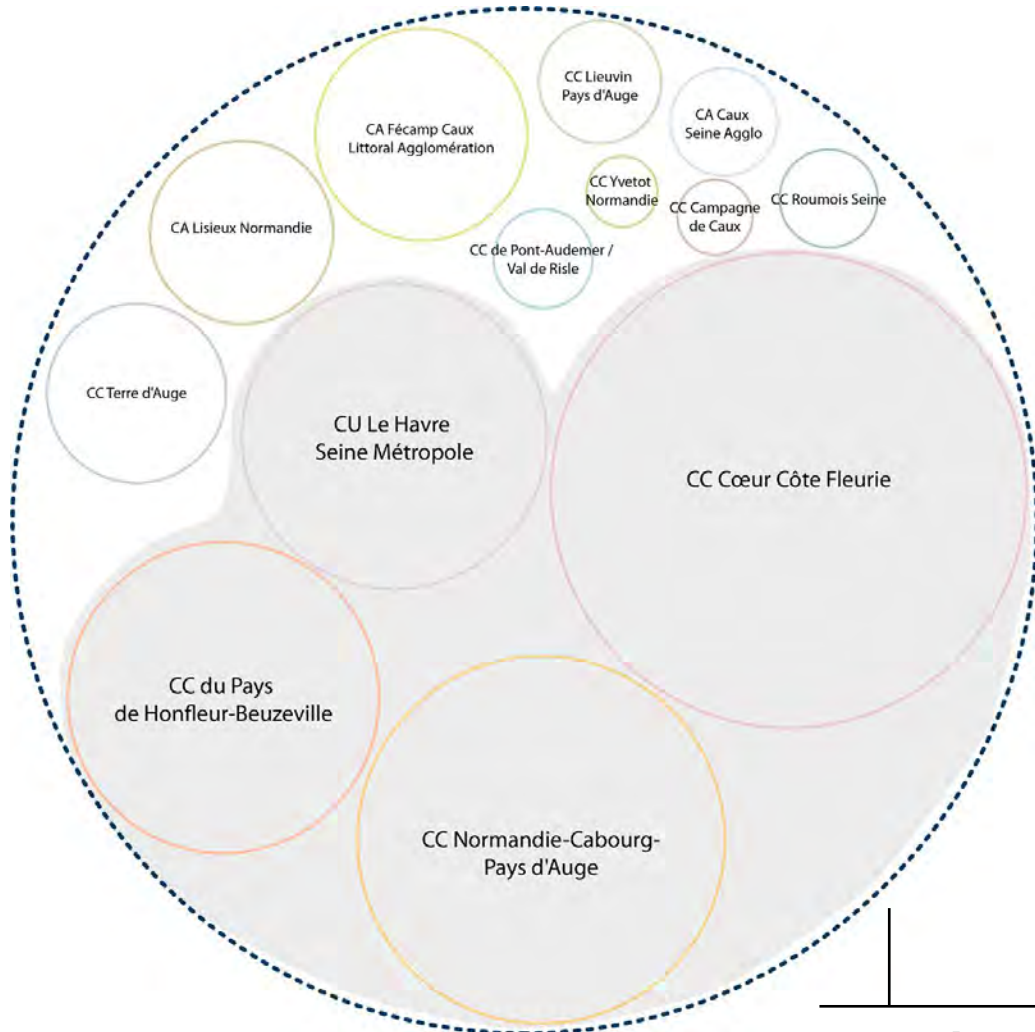 CC Lieuvin
Pays d'Auge
CA Caux
Seine Agglo
CA Fécamp Caux
Littoral Agglomération
CC Yvetot
Normandie
CC Roumois Seine
CC Campagne
de Caux
CA Lisieux Normandie
CC de Pont-Audemer /
Val de Risle
CC Terre d'Auge
CU Le Havre
Seine Métropole
CC Cœur Côte Fleurie
CC du Pays
de Honfleur-Beuzeville
CC Normandie-Cabourg-
Pays d'Auge